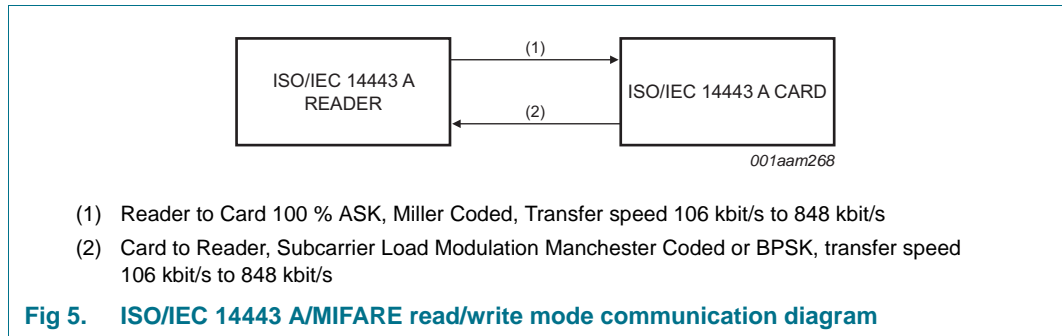 (1)
ISO/IEC 14443 A
READER
ISO/IEC 14443 A CARD
(2)
001aam268
(1) Reader to Card 100 % ASK, Miller Coded, Transfer speed 106 kbit/s to 848 kbit/s
(2) Card to Reader, Subcarrier Load Modulation Manchester Coded or BPSK, transfer speed
106 kbit/s to 848 kbit/s
Fig 5. ISO/IEC 14443 A/MIFARE read/write mode communication diagram